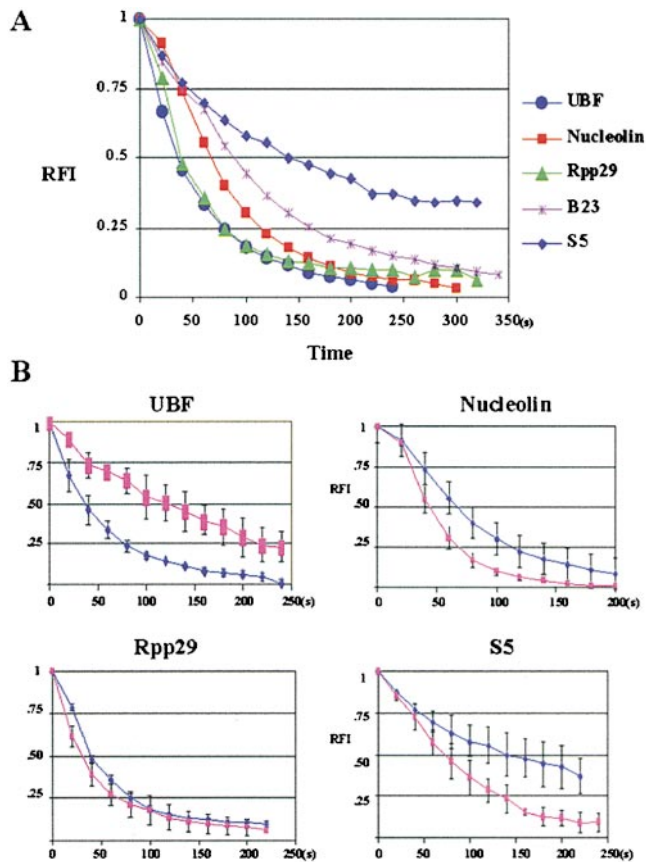 A
1
0.75
RFI
0.5
0.25
0
0 50 100 150 200 250 300 350(s)
Time
UBF
Nucleolin
Rpp29
B23
S5
B
UBF
1
.75
.50
.25
0 50 100 150 200 250(s)
Nucleolin
1
.75
RFI
.50
.25
0 50 100 150 200(s)
Rpp29
1
.75
.50
.25
0 50 100 150 200 250(s)
S5
1
.75
RFI
.50
.25
0 50 100 150 200 250(s)